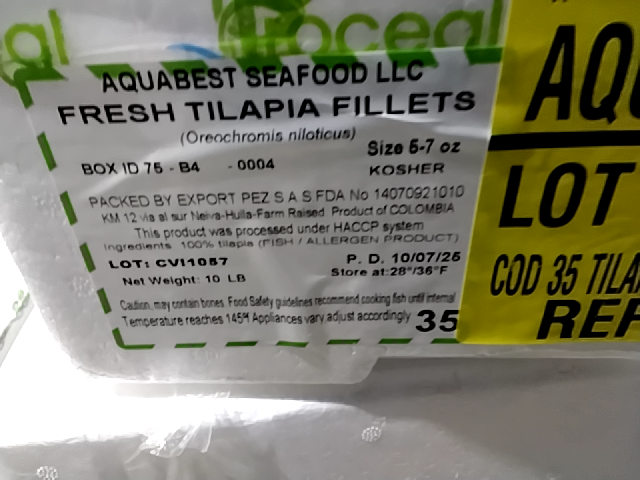 roceal
al
AQUABEST SEAFOOD LLC
FRESH TILAPIA FILLETS
(Oreochromis niloticus)
Size 5-7 oz
BOX ID 75 - B4 - 0004
KOSHER
PACKED BY EXPORT PEZ S A S FDA No 14070921010
KM 12 via al sur Neiva-Huila-Farm Raised Product of COLOMBIA
This product was processed under HACCP system
Ingredients 100% tilapia (FISH / ALLERGEN PRODUCT)
LOT: CVI1087
P. D. 10/07/25
Net Weight: 10 LB
Store at:28°/36°F
Caution, may contain bones. Food Safety guidelines recommend cooking fish until internal
Temperature reaches 145°f Appliances vary adjust accordingly
35
AQU
LOT
COD 35 TILA
REF